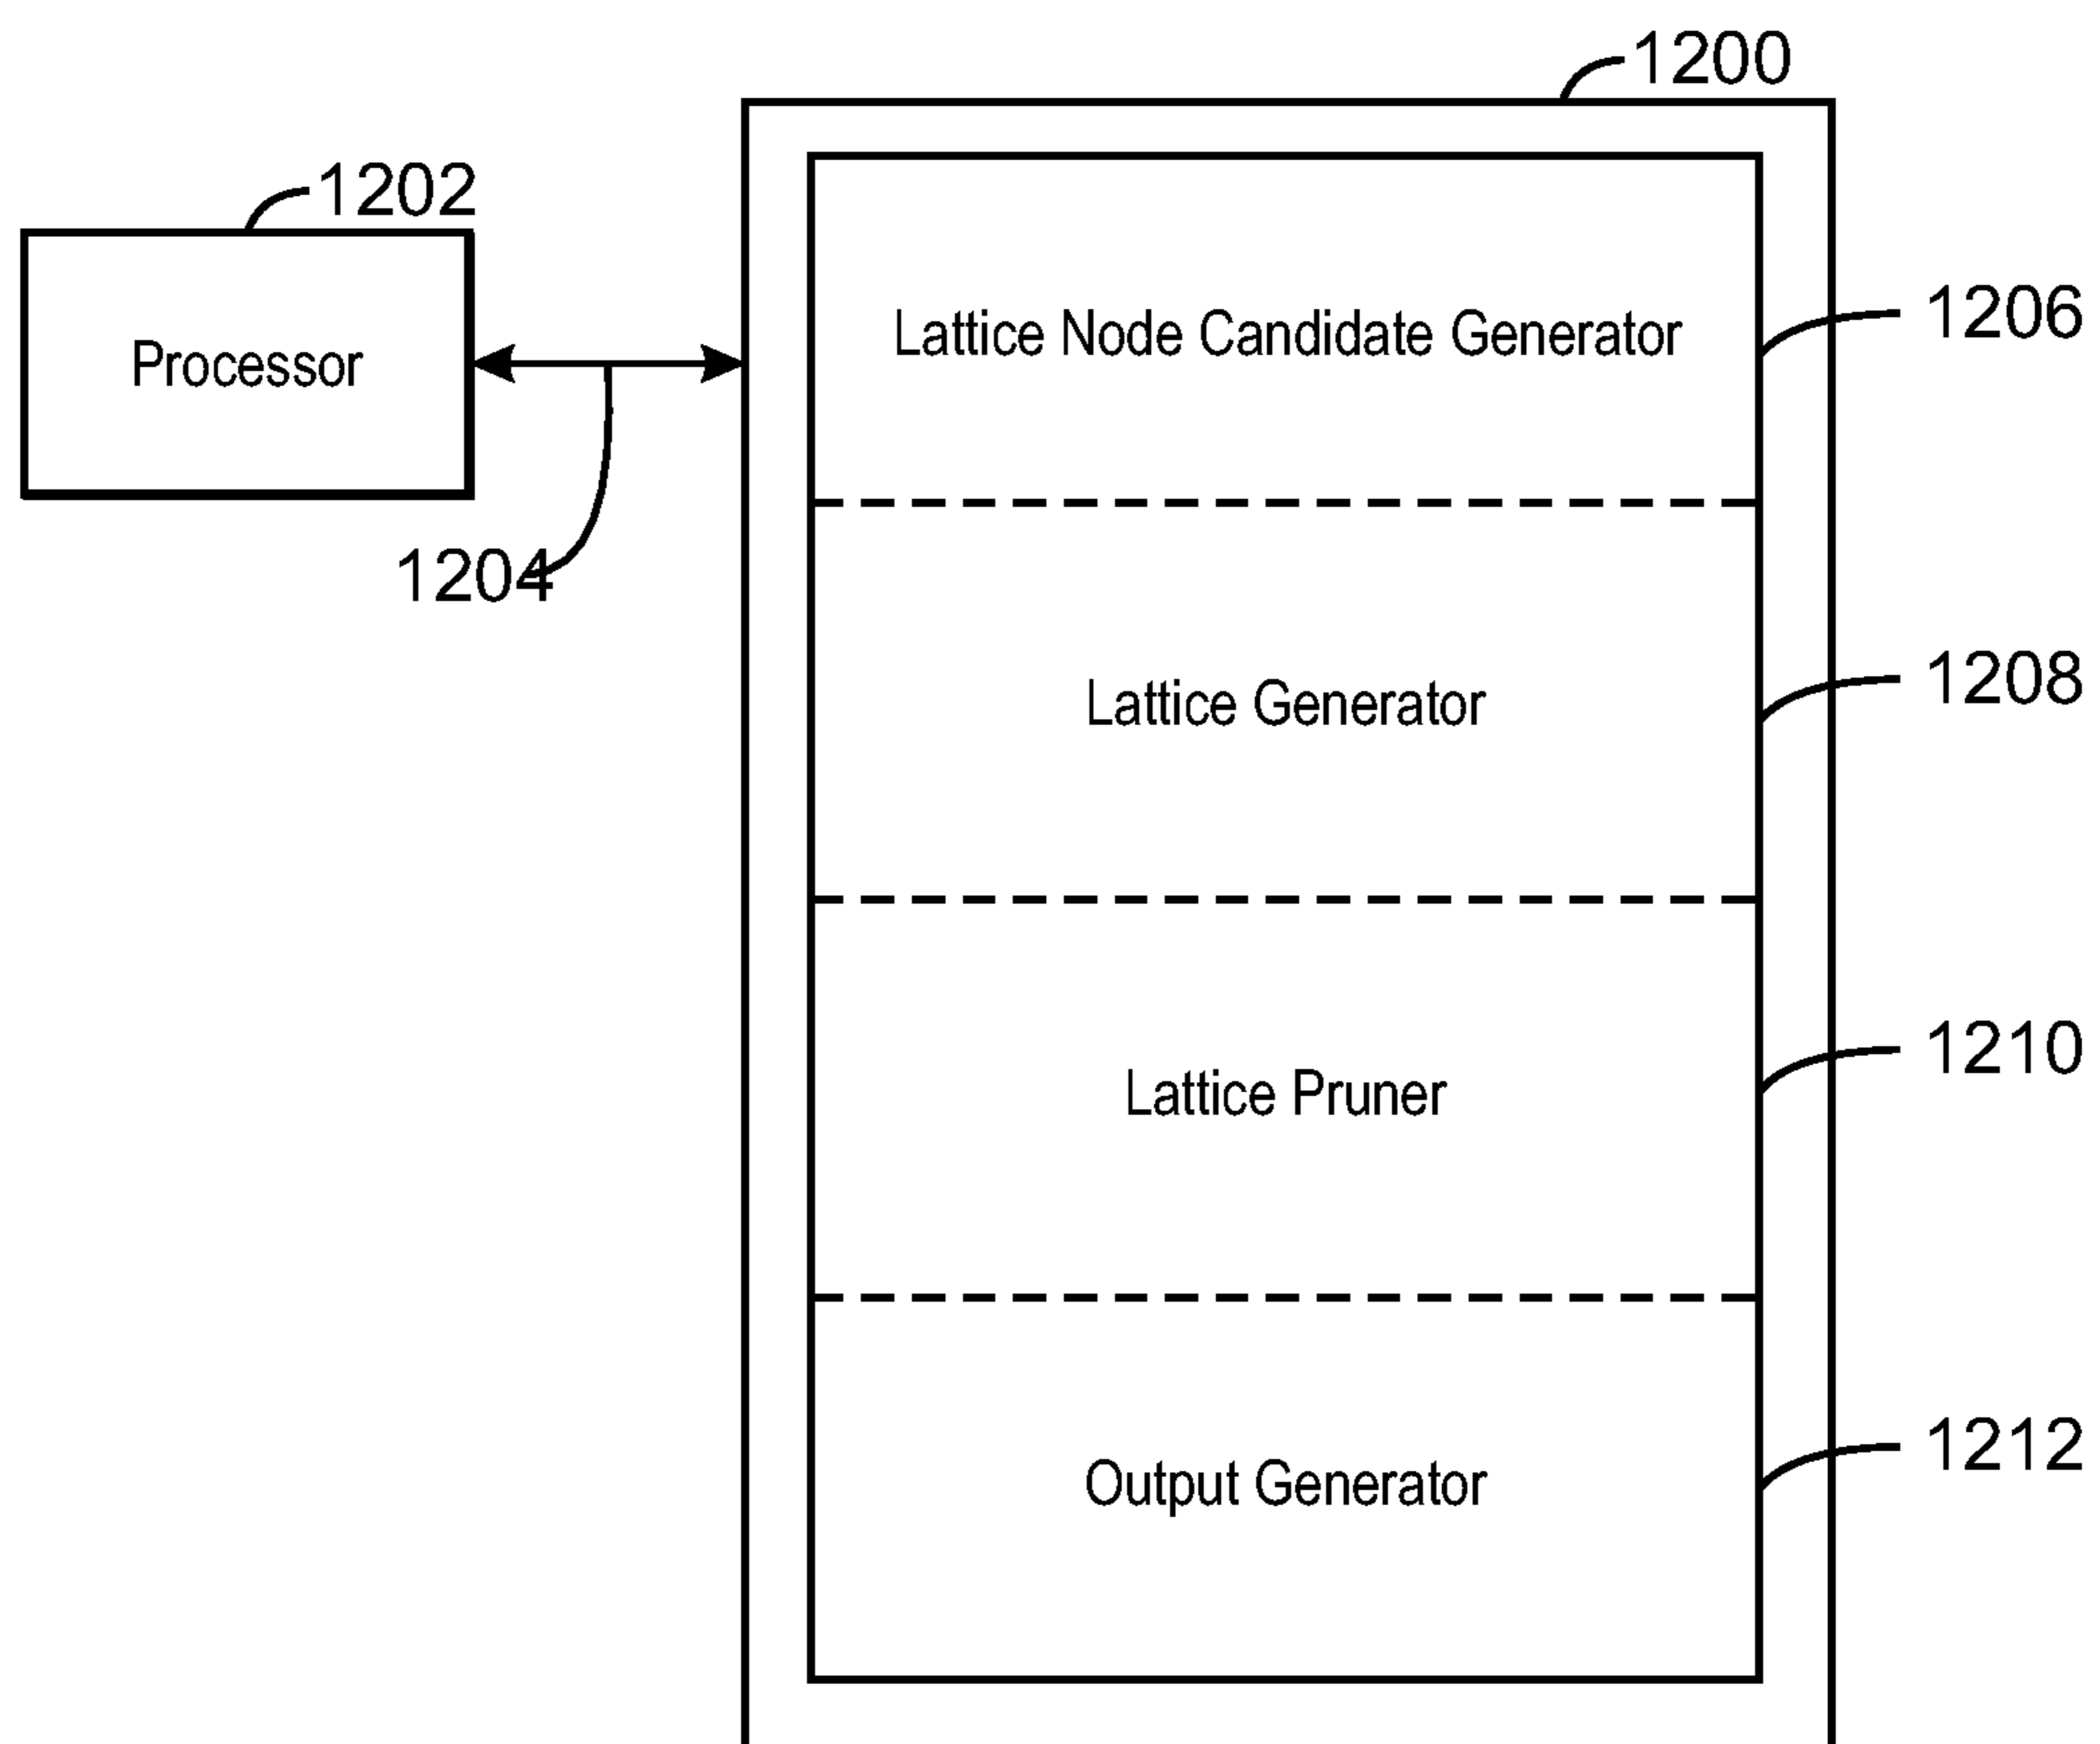 1200
1202
Processor
1204
Lattice Node Candidate Generator
1206
Lattice Generator
1208
Lattice Pruner
1210
Output Generator
1212